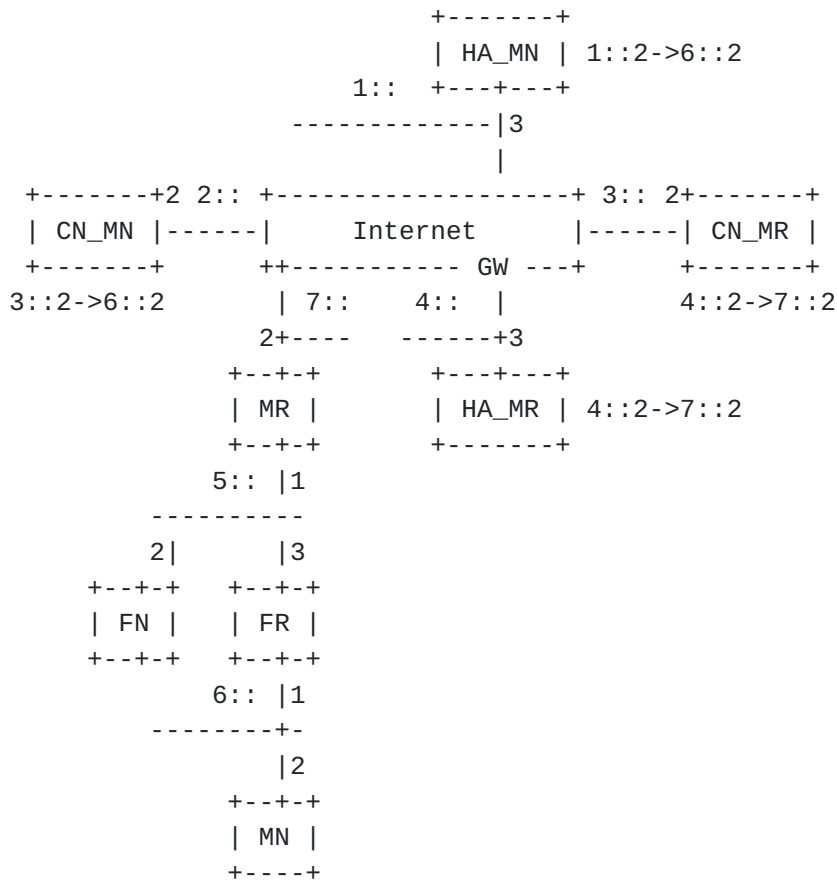 +-------+
                           | HA_MN | 1::2->6::2
                      1::  +---+---+
                  -------------|3
                               |
 +-------+2 2:: +-------------------+ 3:: 2+-------+
 | CN_MN |------|     Internet      |------| CN_MR |
 +-------+      ++----------- GW ---+      +-------+
3::2->6::2       | 7::    4::  |           4::2->7::2
                2+----   ------+3
              +--+-+       +---+---+
              | MR |       | HA_MR | 4::2->7::2
              +--+-+       +-------+
             5:: |1
         ----------
         2|      |3
     +--+-+   +--+-+
     | FN |   | FR |
     +--+-+   +--+-+
             6:: |1
         --------+-
                 |2
              +--+-+
              | MN |
              +----+